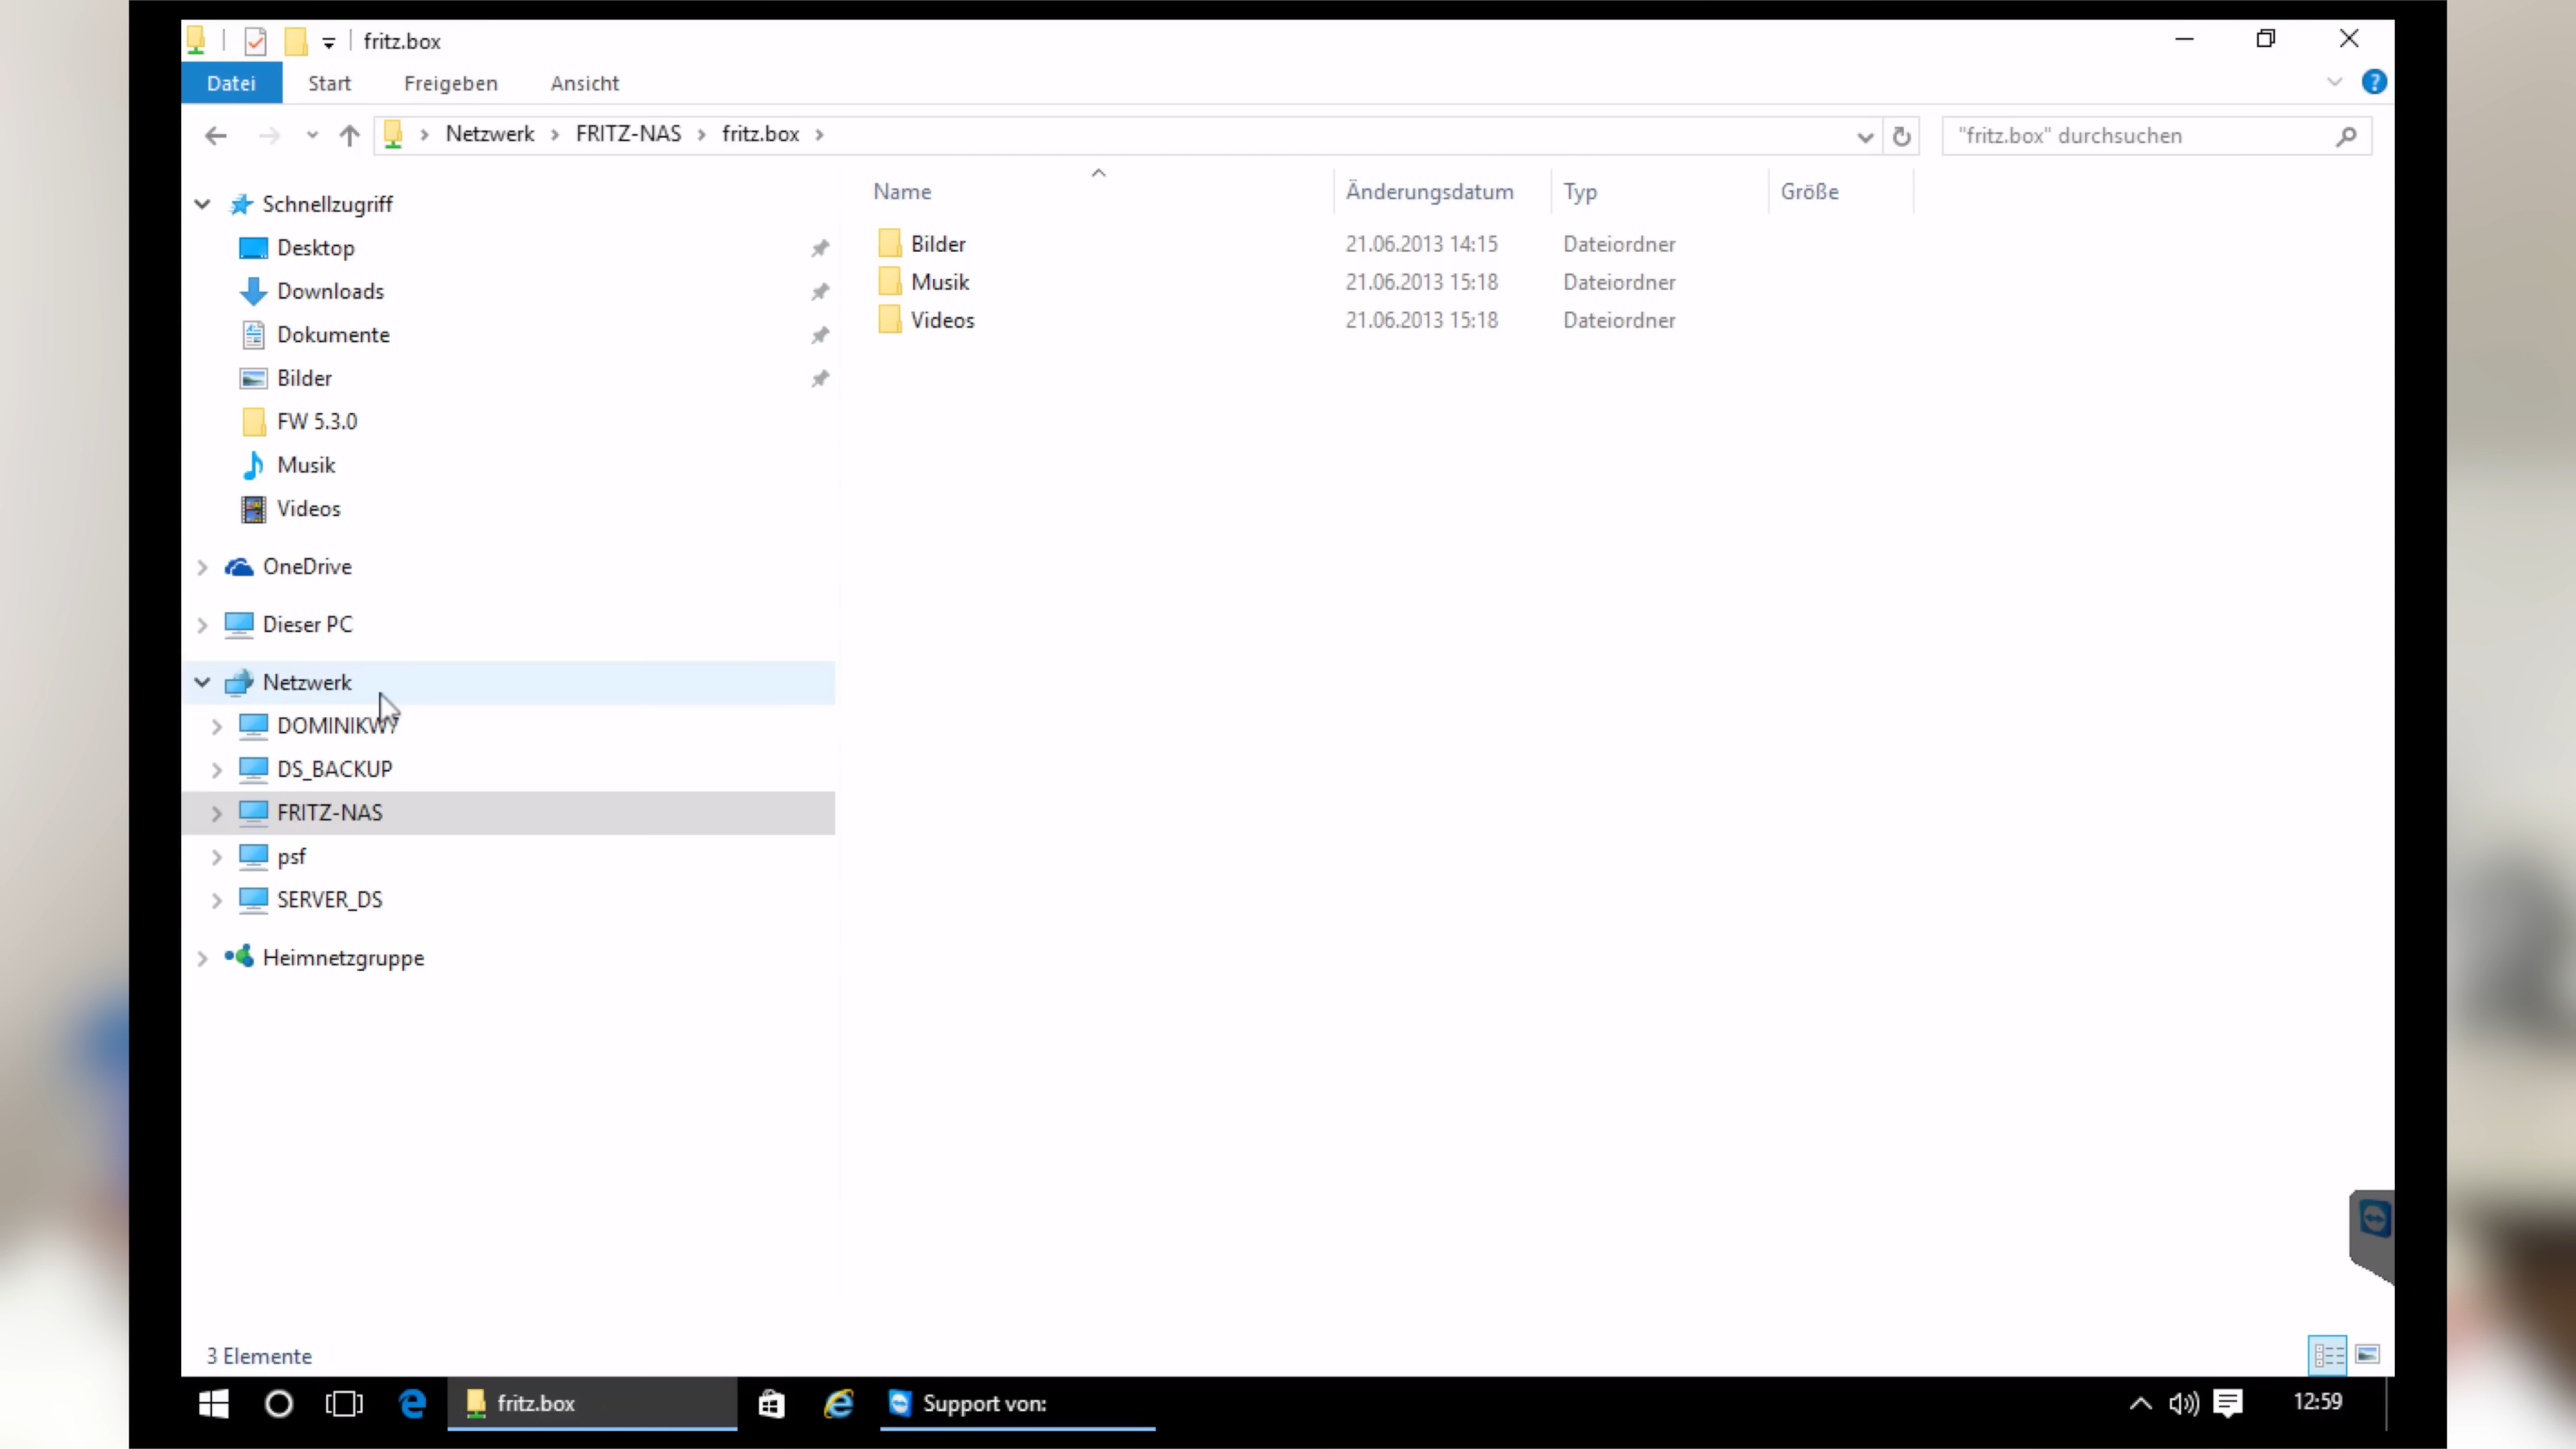 fritz.box
Datei Start Freigeben Ansicht
Netzwerk FRITZ-NAS fritz.box
"fritz.box" durchsuchen
Schnellzugriff
Desktop
Downloads
Dokumente
Bilder
FW 5.3.0
Musik
Videos
OneDrive
Dieser PC
Netzwerk
DOMINIKW7
DS_BACKUP
FRITZ-NAS
psf
SERVER_DS
Heimnetzgruppe
Name Änderungsdatum Typ Größe
Bilder 21.06.2013 14:15 Dateiordner
Musik 21.06.2013 15:18 Dateiordner
Videos 21.06.2013 15:18 Dateiordner
3 Elemente
fritz.box
Support von:
12:59